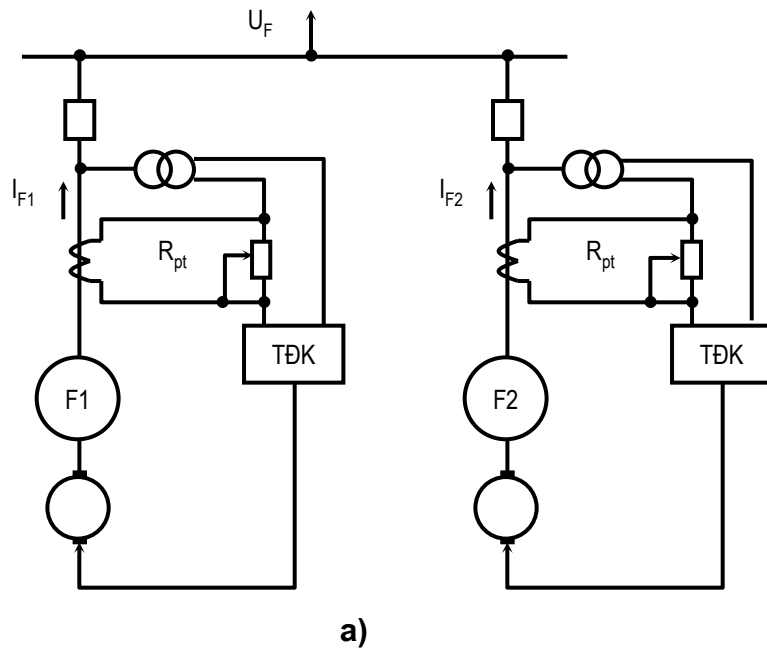 U_F
I_F1
I_F2
R_pt
R_pt
TĐK
TĐK
F1
F2
a)